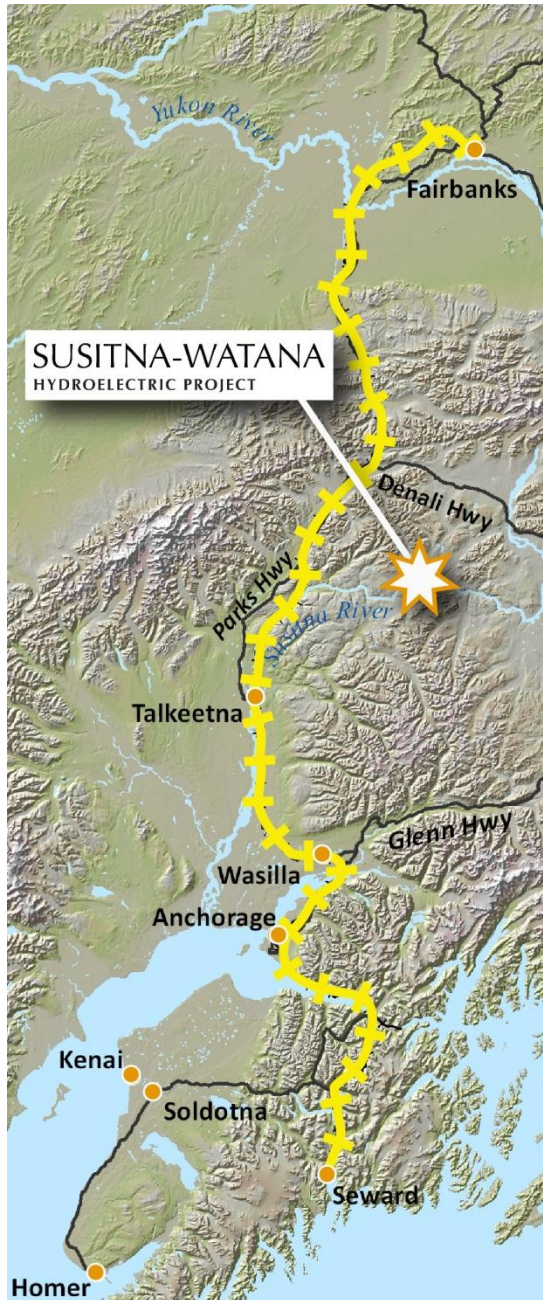 Yukon River
Fairbanks
SUSITNA-WATANA
HYDROELECTRIC PROJECT
Denali Hwy
Parks Hwy
Susitna River
Talkeetna
Glenn Hwy
Wasilla
Anchorage
Kenai
Soldotna
Seward
Homer